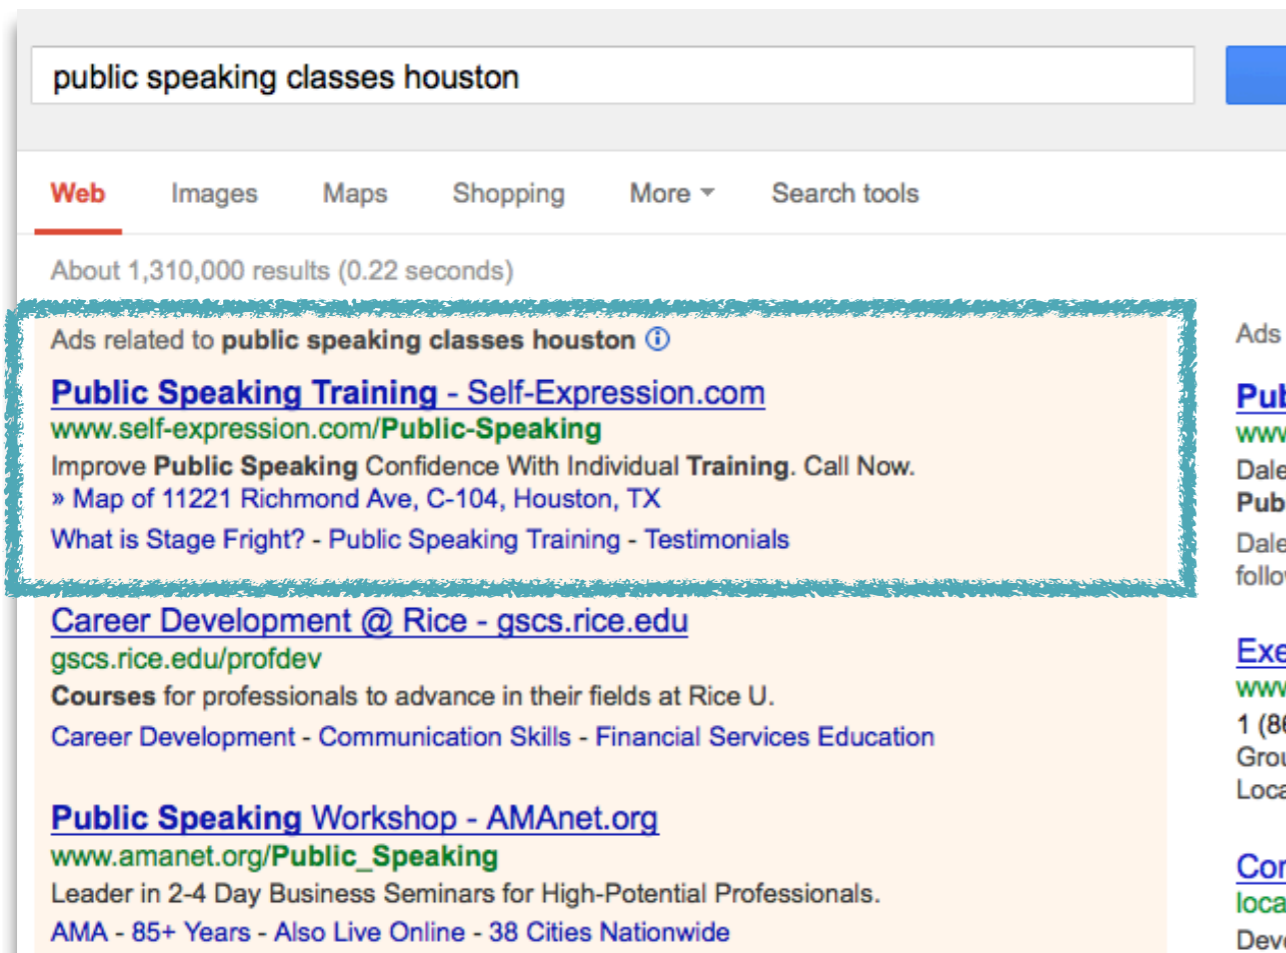 public speaking classes houston
Web Images Maps Shopping More Search tools
About 1,310,000 results (0.22 seconds)
Ads related to public speaking classes houston
Public Speaking Training - Self-Expression.com
www.self-expression.com/Public-Speaking
Improve Public Speaking Confidence With Individual Training. Call Now.
» Map of 11221 Richmond Ave, C-104, Houston, TX
What is Stage Fright? - Public Speaking Training - Testimonials
Career Development @ Rice - gscs.rice.edu
gscs.rice.edu/profdev
Courses for professionals to advance in their fields at Rice U.
Career Development - Communication Skills - Financial Services Education
Public Speaking Workshop - AMAnet.org
www.amanet.org/Public_Speaking
Leader in 2-4 Day Business Seminars for High-Potential Professionals.
AMA - 85+ Years - Also Live Online - 38 Cities Nationwide
Ads
Dale
Dale
1 (8